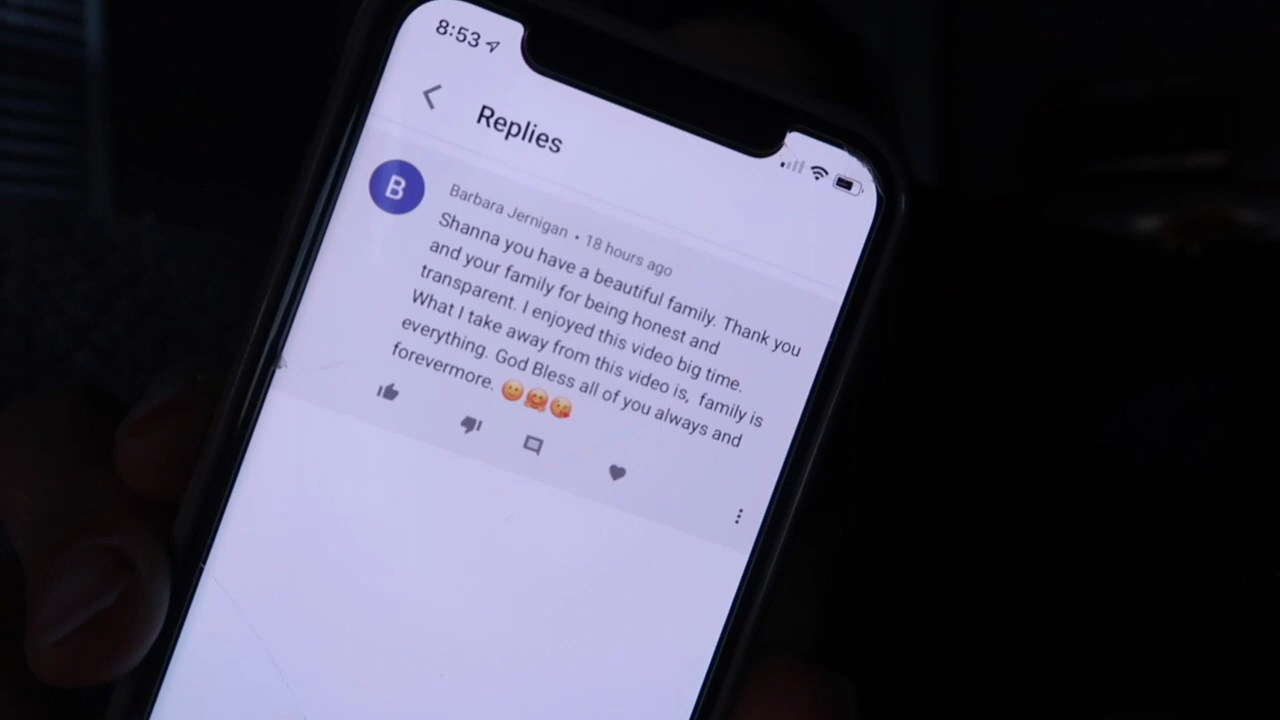 8:53
Replies
B
Barbara Jernigan • 18 hours ago
Shanna you have a beautiful family. Thank you
and your family for being honest and
transparent. I enjoyed this video big time.
What I take away from this video is,  family is
everything. God Bless all of you always and
forevermore. 🙂🤗😘